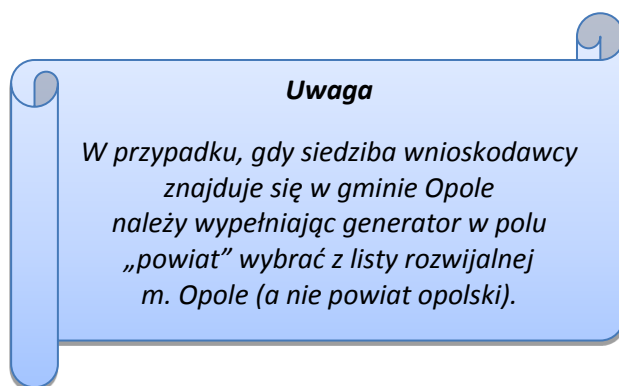 Uwaga
W przypadku, gdy siedziba wnioskodawcy
znajduje się w gminie Opole
należy wypełniając generator w polu
„powiat” wybrać z listy rozwijalnej
m. Opole (a nie powiat opolski).